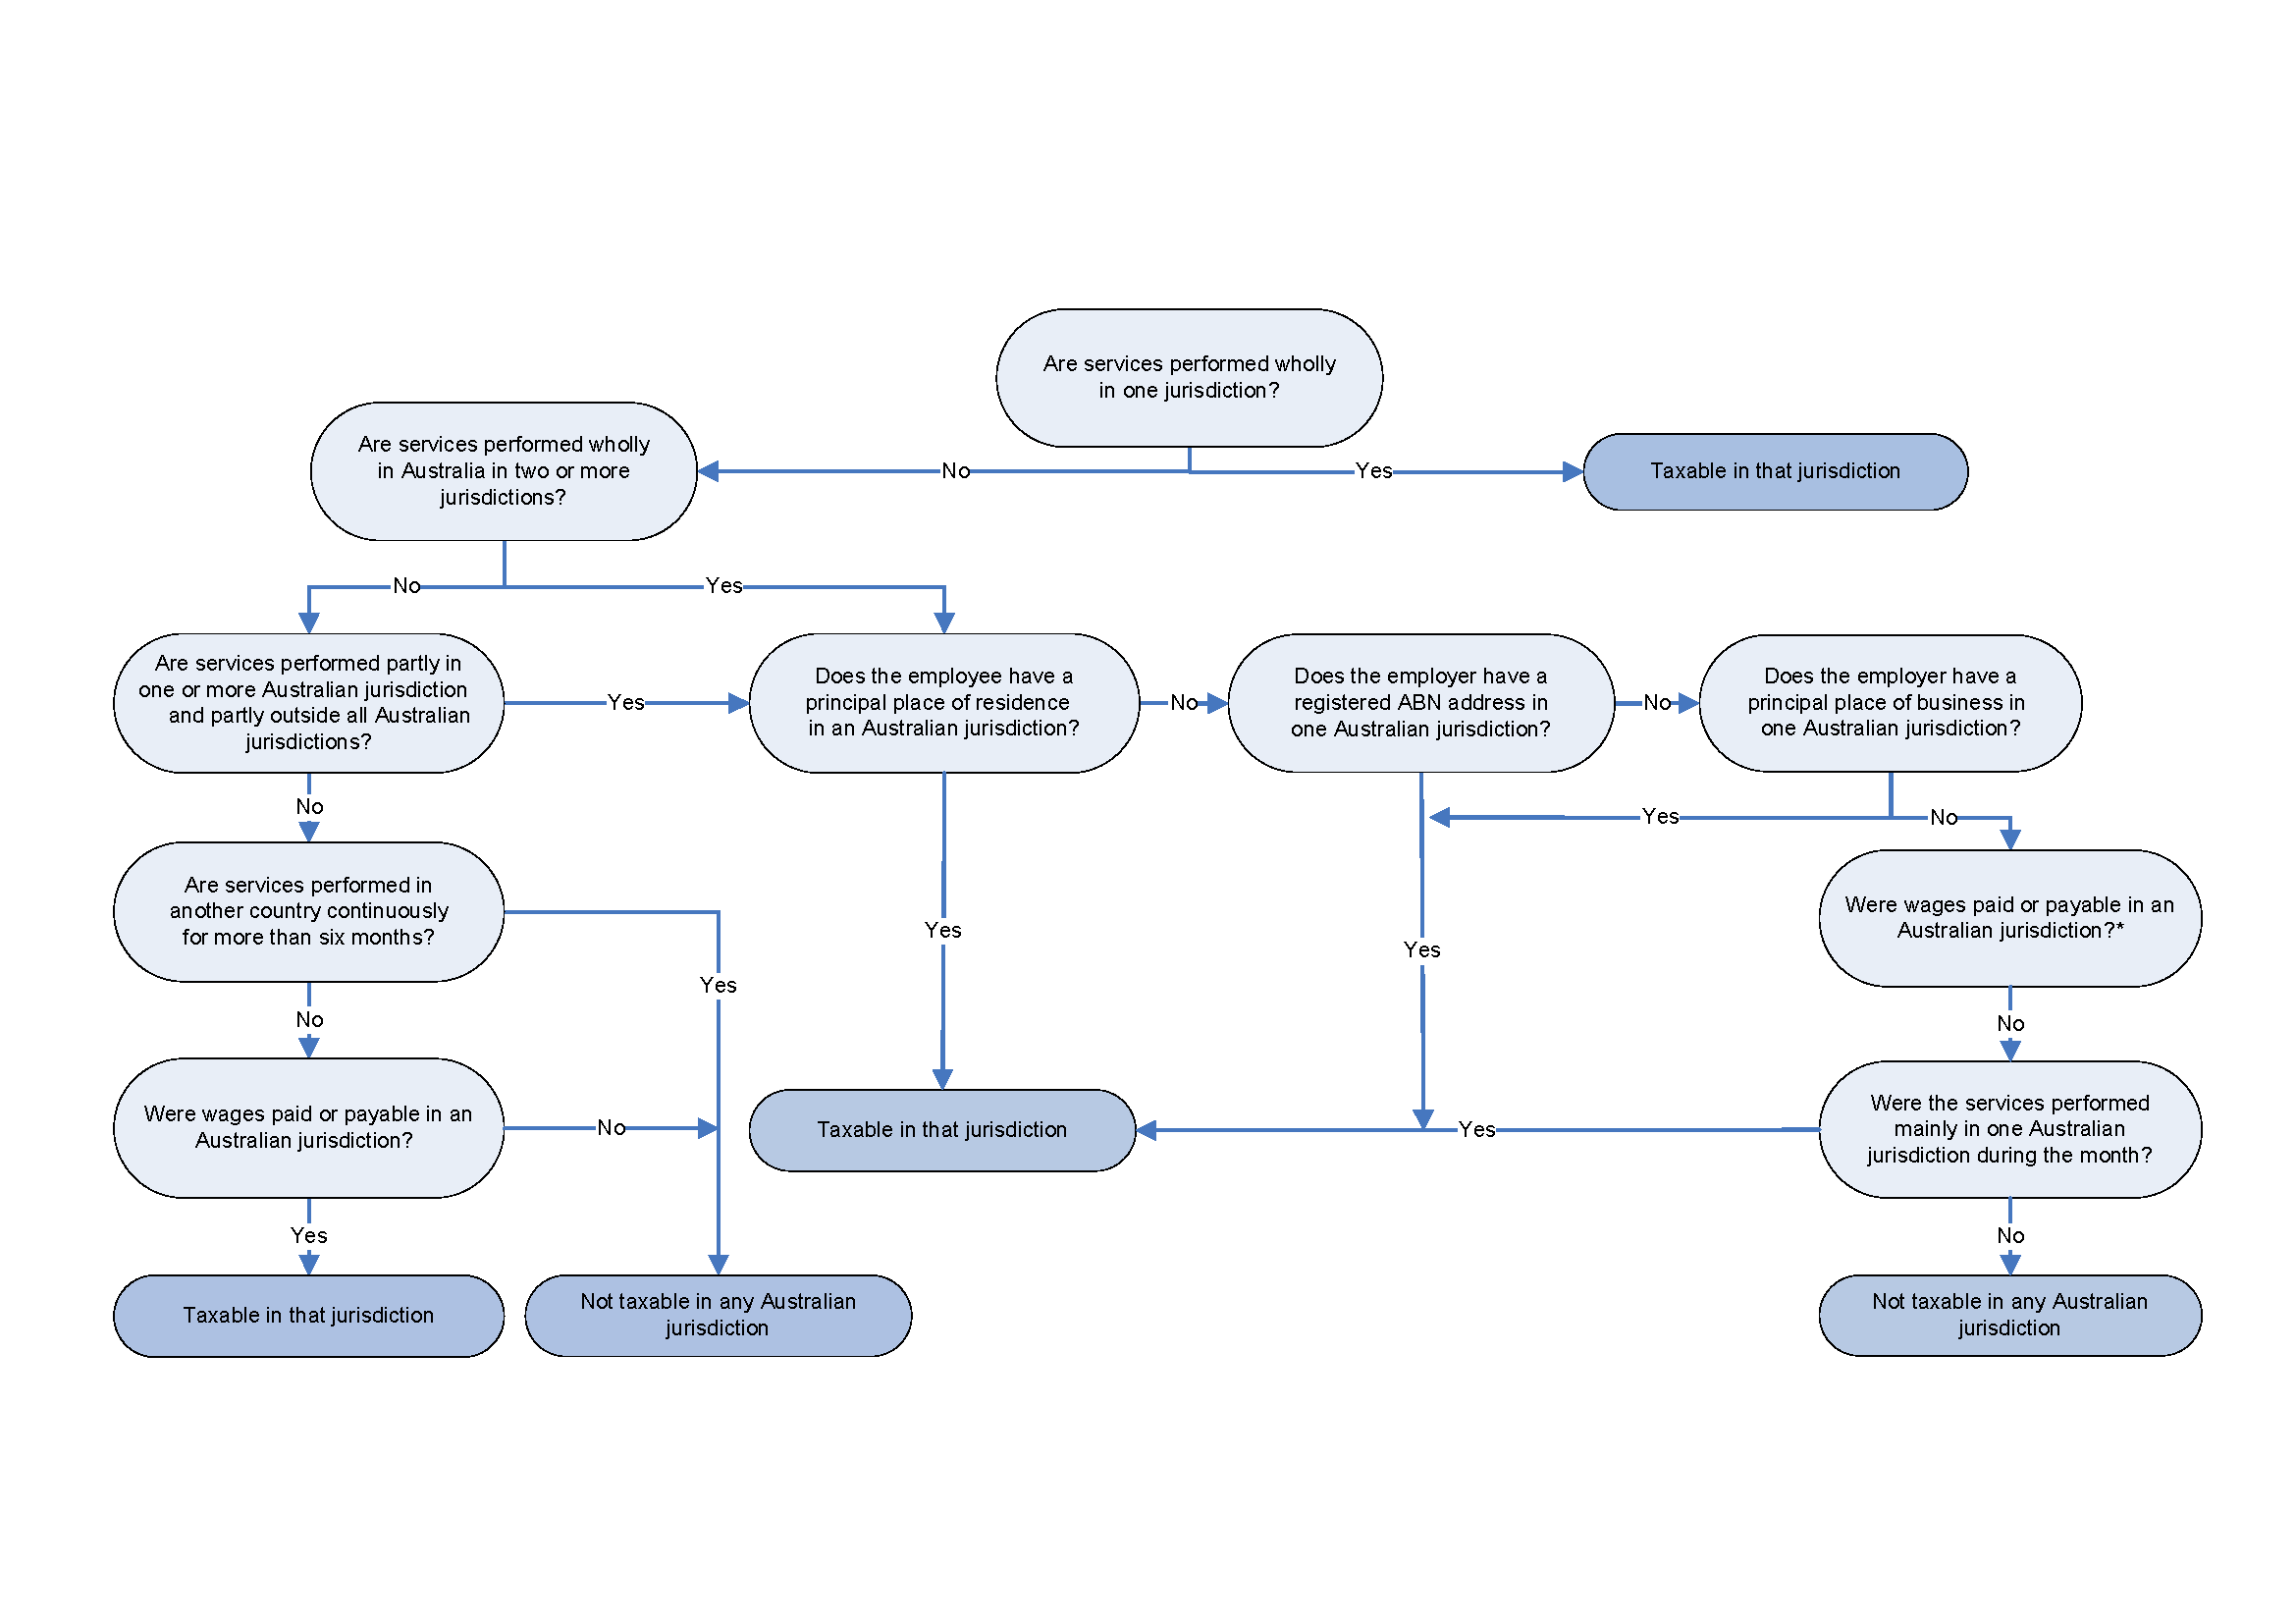 Are services performed wholly
in one jurisdiction?
Are services performed wholly
in Australia in two or more
jurisdictions?
No
Yes
Taxable in that jurisdiction
No
Yes
Are services performed partly in
one or more Australian jurisdiction
and partly outside all Australian
jurisdictions?
Yes
Does the employee have a
principal place of residence
in an Australian jurisdiction?
No
Does the employer have a
registered ABN address in
one Australian jurisdiction?
No
Does the employer have a
principal place of business in
one Australian jurisdiction?
No
Yes
No
Are services performed in
another country continuously
for more than six months?
Yes
Yes
Yes
Were wages paid or payable in an
Australian jurisdiction?*
No
No
Were wages paid or payable in an
Australian jurisdiction?
No
Taxable in that jurisdiction
Yes
Were the services performed
mainly in one Australian
jurisdiction during the month?
Yes
No
Taxable in that jurisdiction
Not taxable in any Australian
jurisdiction
Not taxable in any Australian
jurisdiction